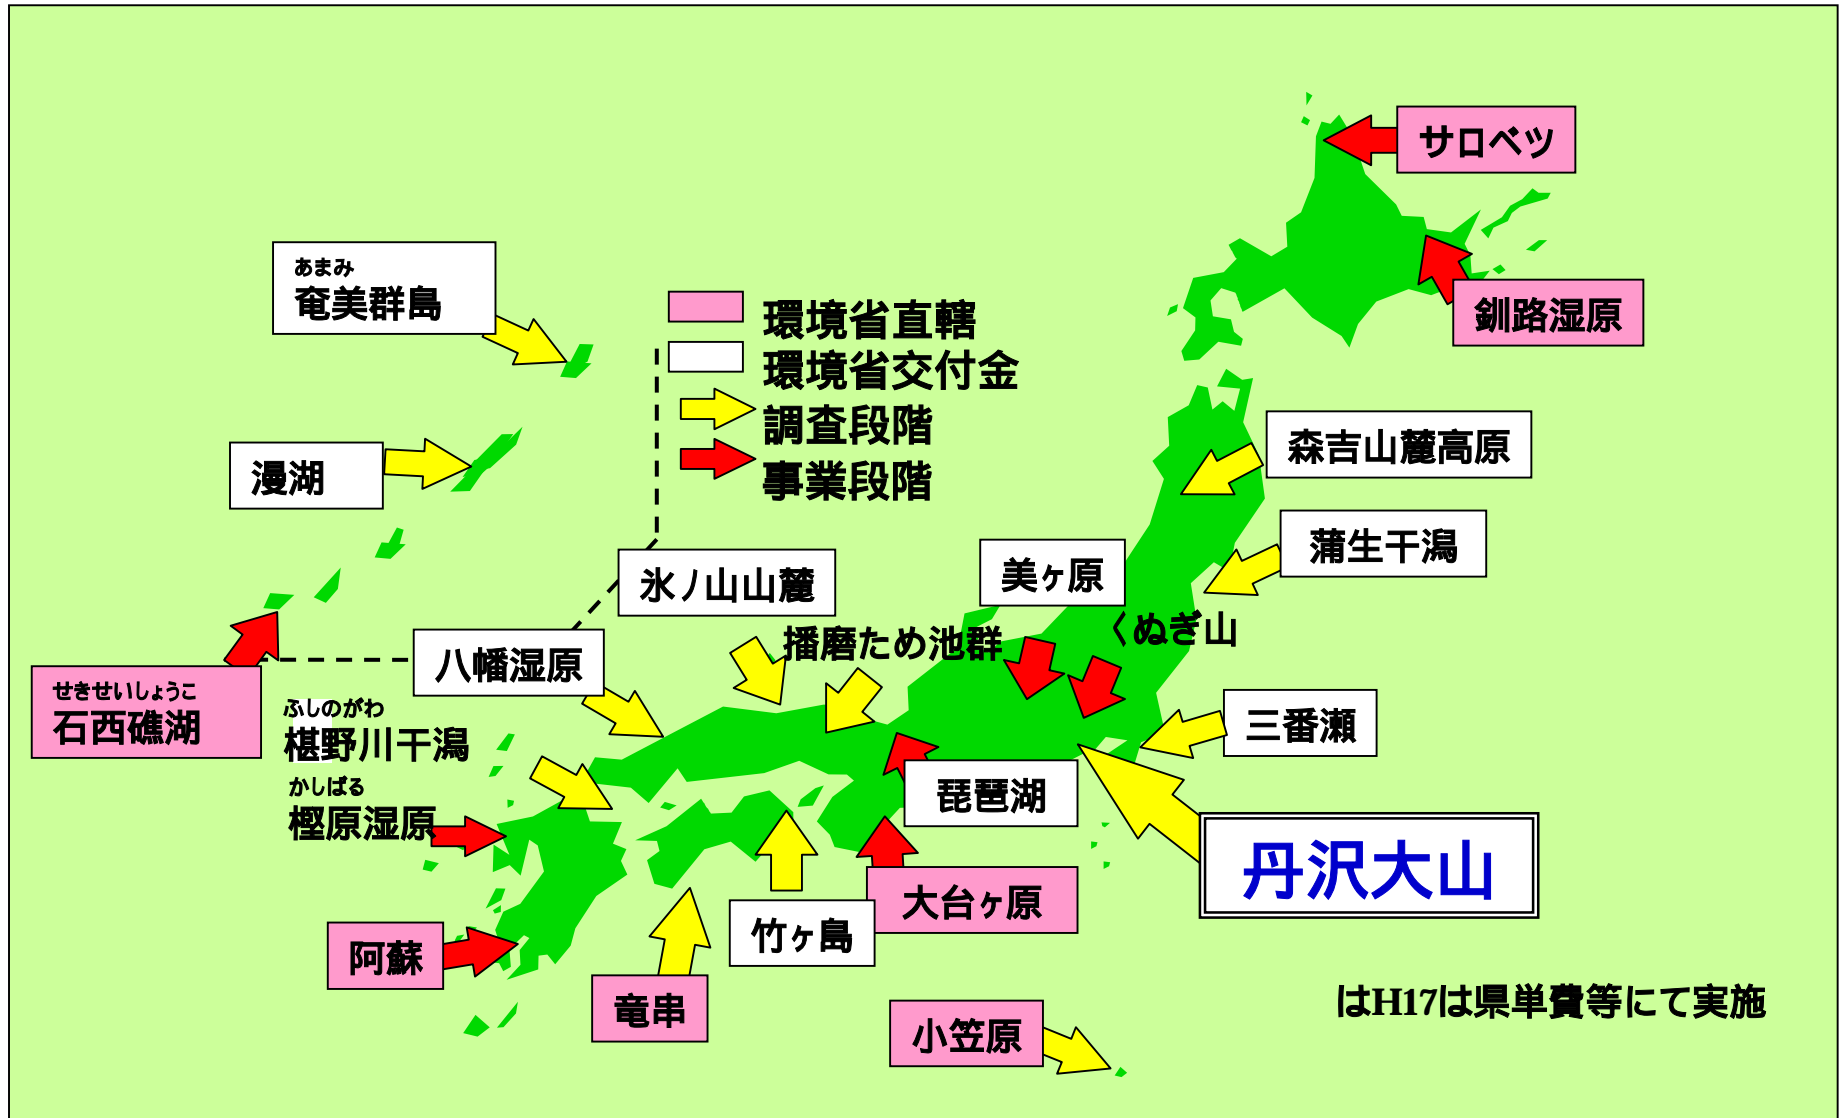 サロベツ
釧路湿原
あまみ
奄美群島
環境省直轄
環境省交付金
調査段階
事業段階
漫湖
森吉山麓高原
蒲生干潟
美ヶ原
氷ノ山山麓
くぬぎ山
播磨ため池群
八幡湿原
せきせいしょうこ
石西礁湖
ふしのがわ
椹野川干潟
三番瀬
かしばる
樫原湿原
琵琶湖
丹沢大山
大台ヶ原
竹ヶ島
阿蘇
竜串
小笠原
はH17は県単費等にて実施